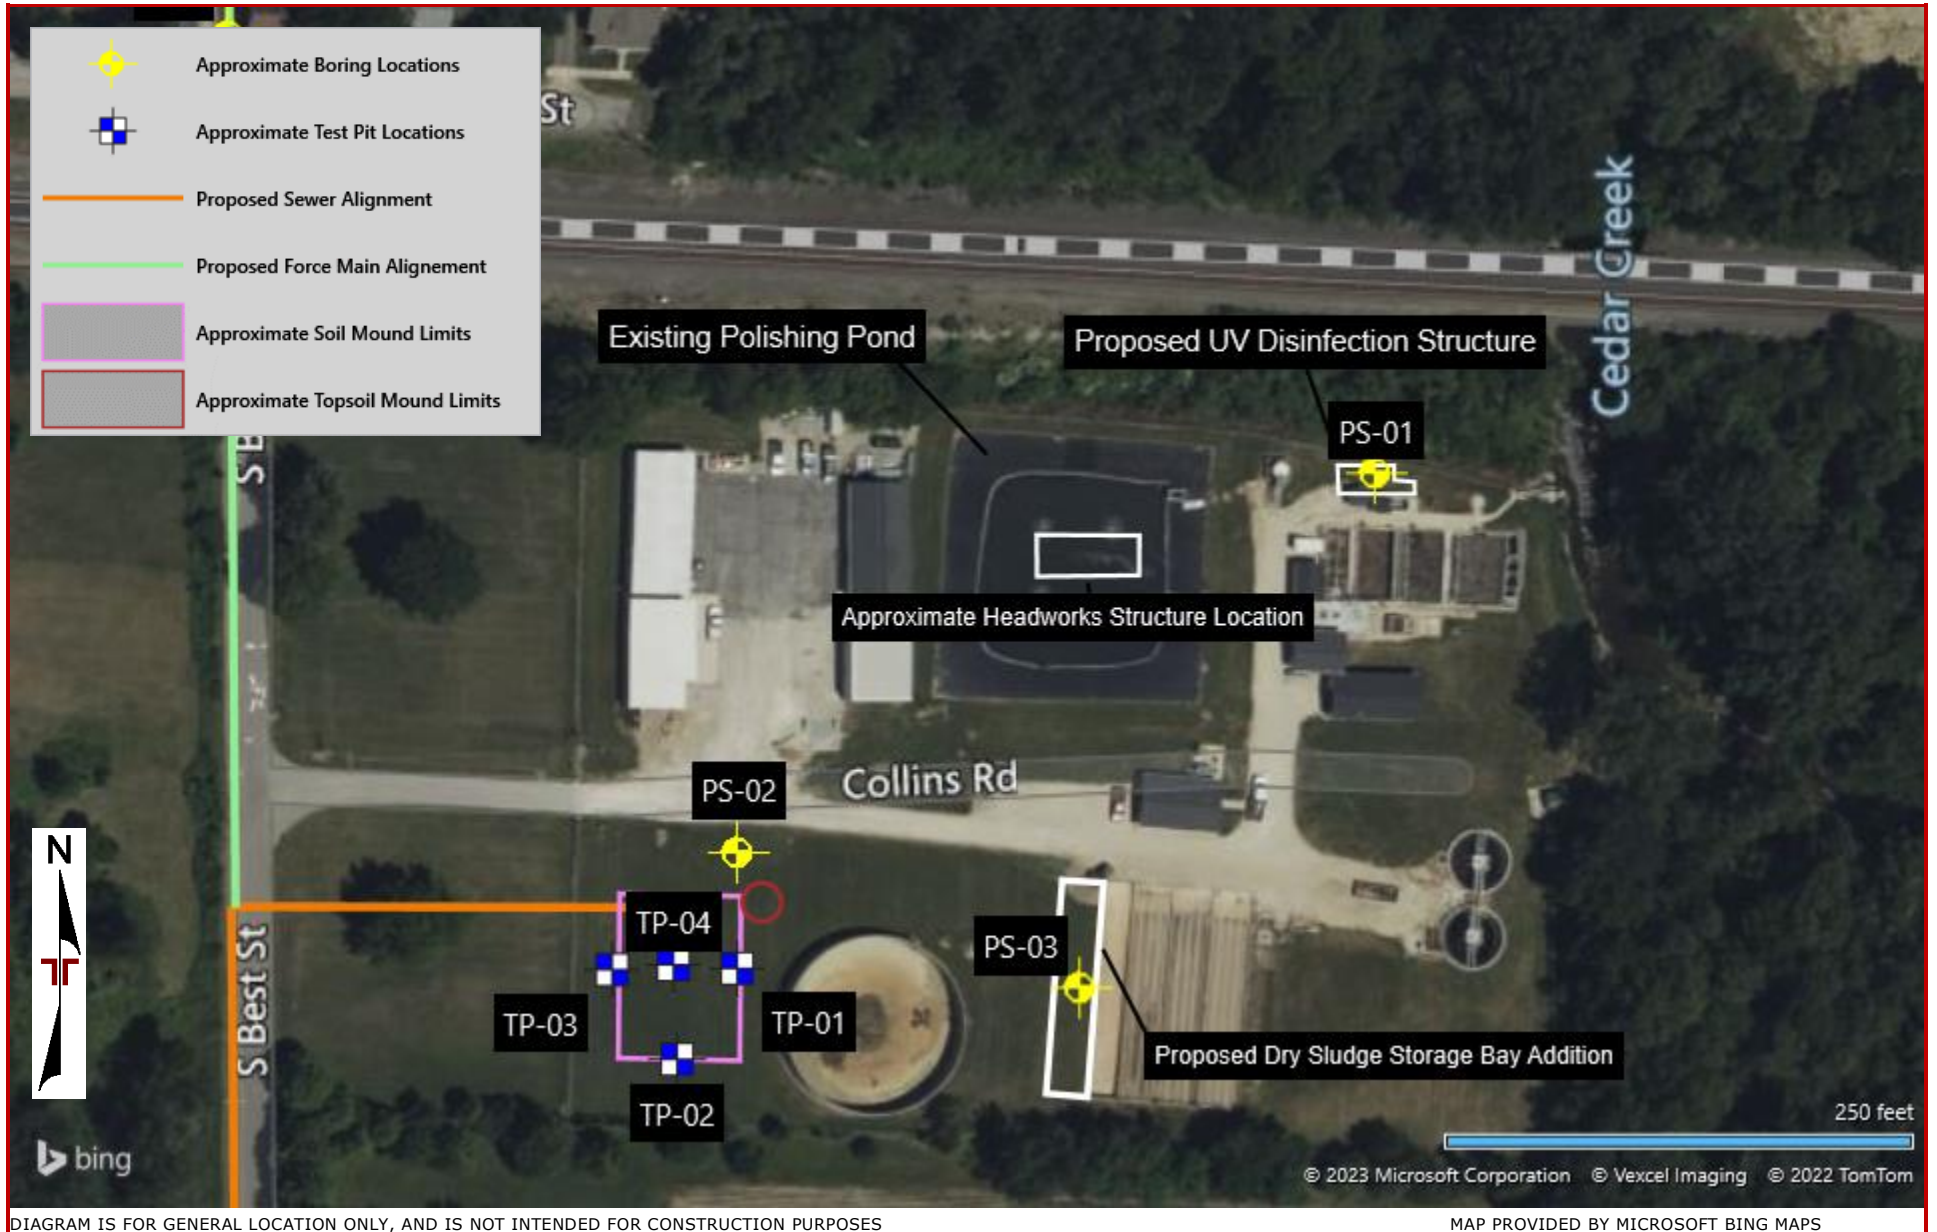 Approximate Boring Locations
Approximate Test Pit Locations
Proposed Sewer Alignment
Proposed Force Main Alignement
Approximate Soil Mound Limits
Approximate Topsoil Mound Limits
St
Cedar Creek
Existing Polishing Pond
Proposed UV Disinfection Structure
PS-01
S B
Approximate Headworks Structure Location
PS-02
Collins Rd
N
TP-04
PS-03
S Best St
TP-03
TP-01
Proposed Dry Sludge Storage Bay Addition
TP-02
250 feet
bing
© 2023 Microsoft Corporation © Vexcel Imaging © 2022 TomTom
DIAGRAM IS FOR GENERAL LOCATION ONLY, AND IS NOT INTENDED FOR CONSTRUCTION PURPOSES
MAP PROVIDED BY MICROSOFT BING MAPS